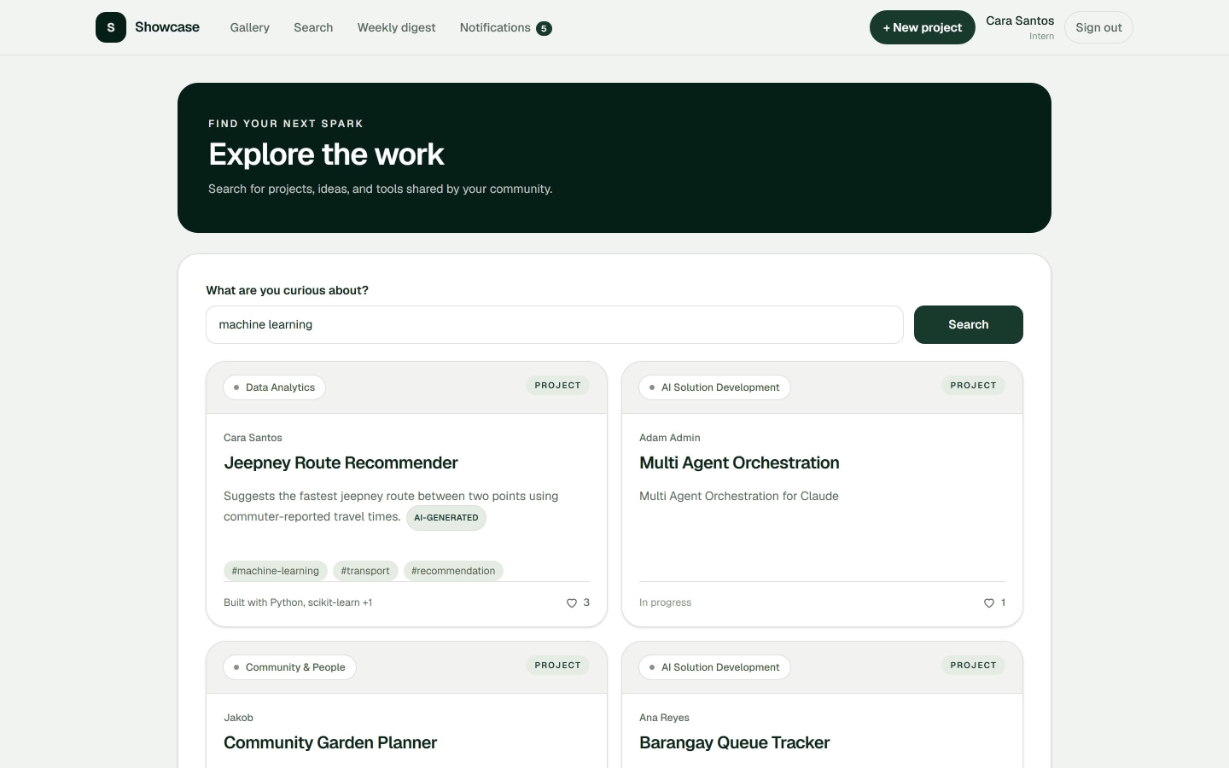 S Showcase Gallery Search Weekly digest Notifications 5 + New project Cara Santos Sign out
Intern
FIND YOUR NEXT SPARK
Explore the work
Search for projects, ideas, and tools shared by your community.
What are you curious about?
machine learning Search
Data Analytics PROJECT
Cara Santos
Jeepney Route Recommender
Suggests the fastest jeepney route between two points using
commuter-reported travel times. AI-GENERATED
#machine-learning #transport #recommendation
Built with Python, scikit-learn +1 3
AI Solution Development PROJECT
Adam Admin
Multi Agent Orchestration
Multi Agent Orchestration for Claude
In progress 1
Community & People PROJECT
Jakob
Community Garden Planner
AI Solution Development PROJECT
Ana Reyes
Barangay Queue Tracker